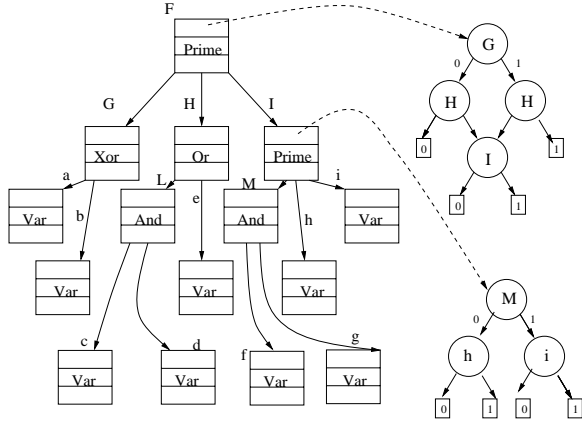 F
Prime
G
0
1
G
H
I
H
H
Xor
Or
Prime
0
1
I
a
L
M
i
0
1
Var
b
And
e
And
h
Var
Var
Var
Var
M
0
1
c
d
f
g
h
i
Var
Var
Var
Var
0
1
0
1